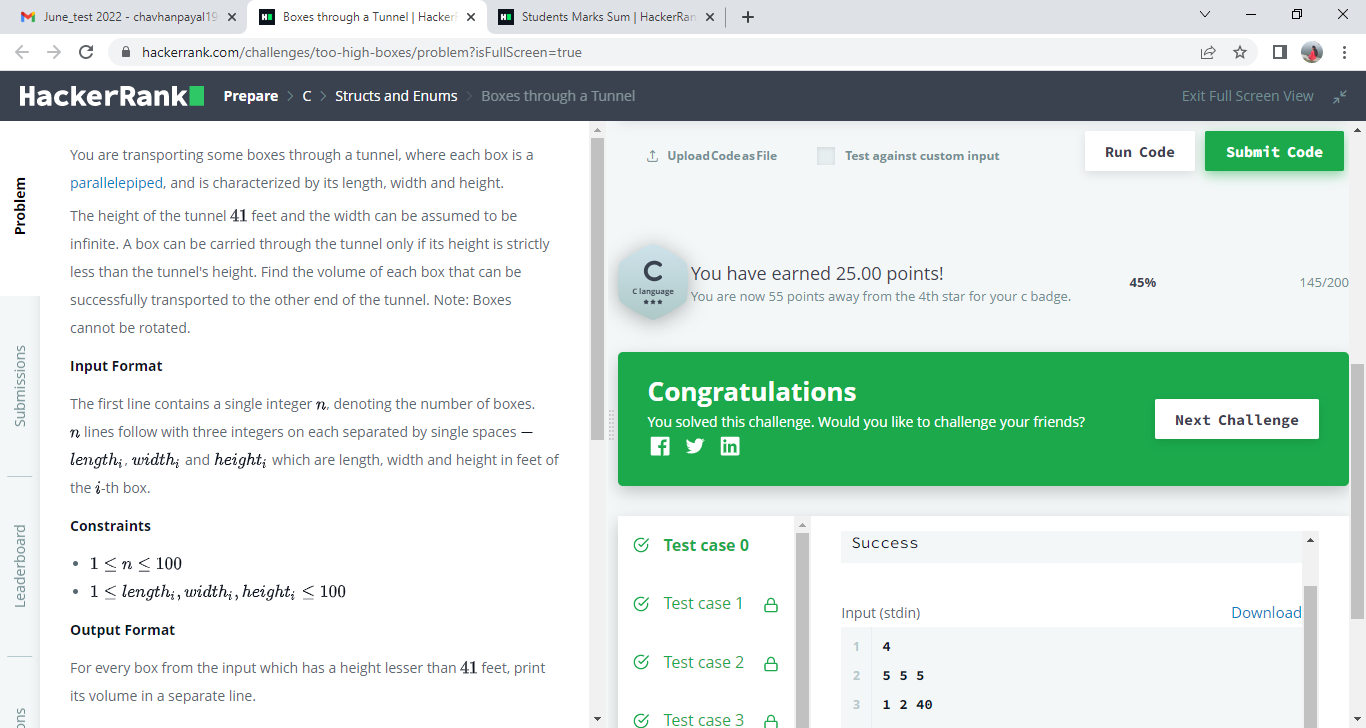 June_test 2022 - chavhanpayal19
Boxes through a Tunnel | HackerR
Students Marks Sum | HackerRan
hackerrank.com/challenges/too-high-boxes/problem?isFullScreen=true
HackerRank
Prepare > C > Structs and Enums > Boxes through a Tunnel
Exit Full Screen View
Problem
Submissions
Leaderboard
You are transporting some boxes through a tunnel, where each box is a
parallelepiped, and is characterized by its length, width and height.
The height of the tunnel 41 feet and the width can be assumed to be
infinite. A box can be carried through the tunnel only if its height is strictly
less than the tunnel's height. Find the volume of each box that can be
successfully transported to the other end of the tunnel. Note: Boxes
cannot be rotated.
Input Format
The first line contains a single integer n, denoting the number of boxes.
n lines follow with three integers on each separated by single spaces –
lengthᵢ, widthᵢ and heightᵢ which are length, width and height in feet of
the i-th box.
Constraints
• 1 ≤ n ≤ 100
• 1 ≤ lengthᵢ, widthᵢ, heightᵢ ≤ 100
Output Format
For every box from the input which has a height lesser than 41 feet, print
its volume in a separate line.
Upload Code as File
Test against custom input
Run Code
Submit Code
C
C language
★★★
You have earned 25.00 points!
You are now 55 points away from the 4th star for your c badge.
45%
145/200
Congratulations
You solved this challenge. Would you like to challenge your friends?
Next Challenge
Test case 0
Test case 1
Test case 2
Test case 3
Success
Input (stdin)
Download
1 4
2 5 5 5
3 1 2 40